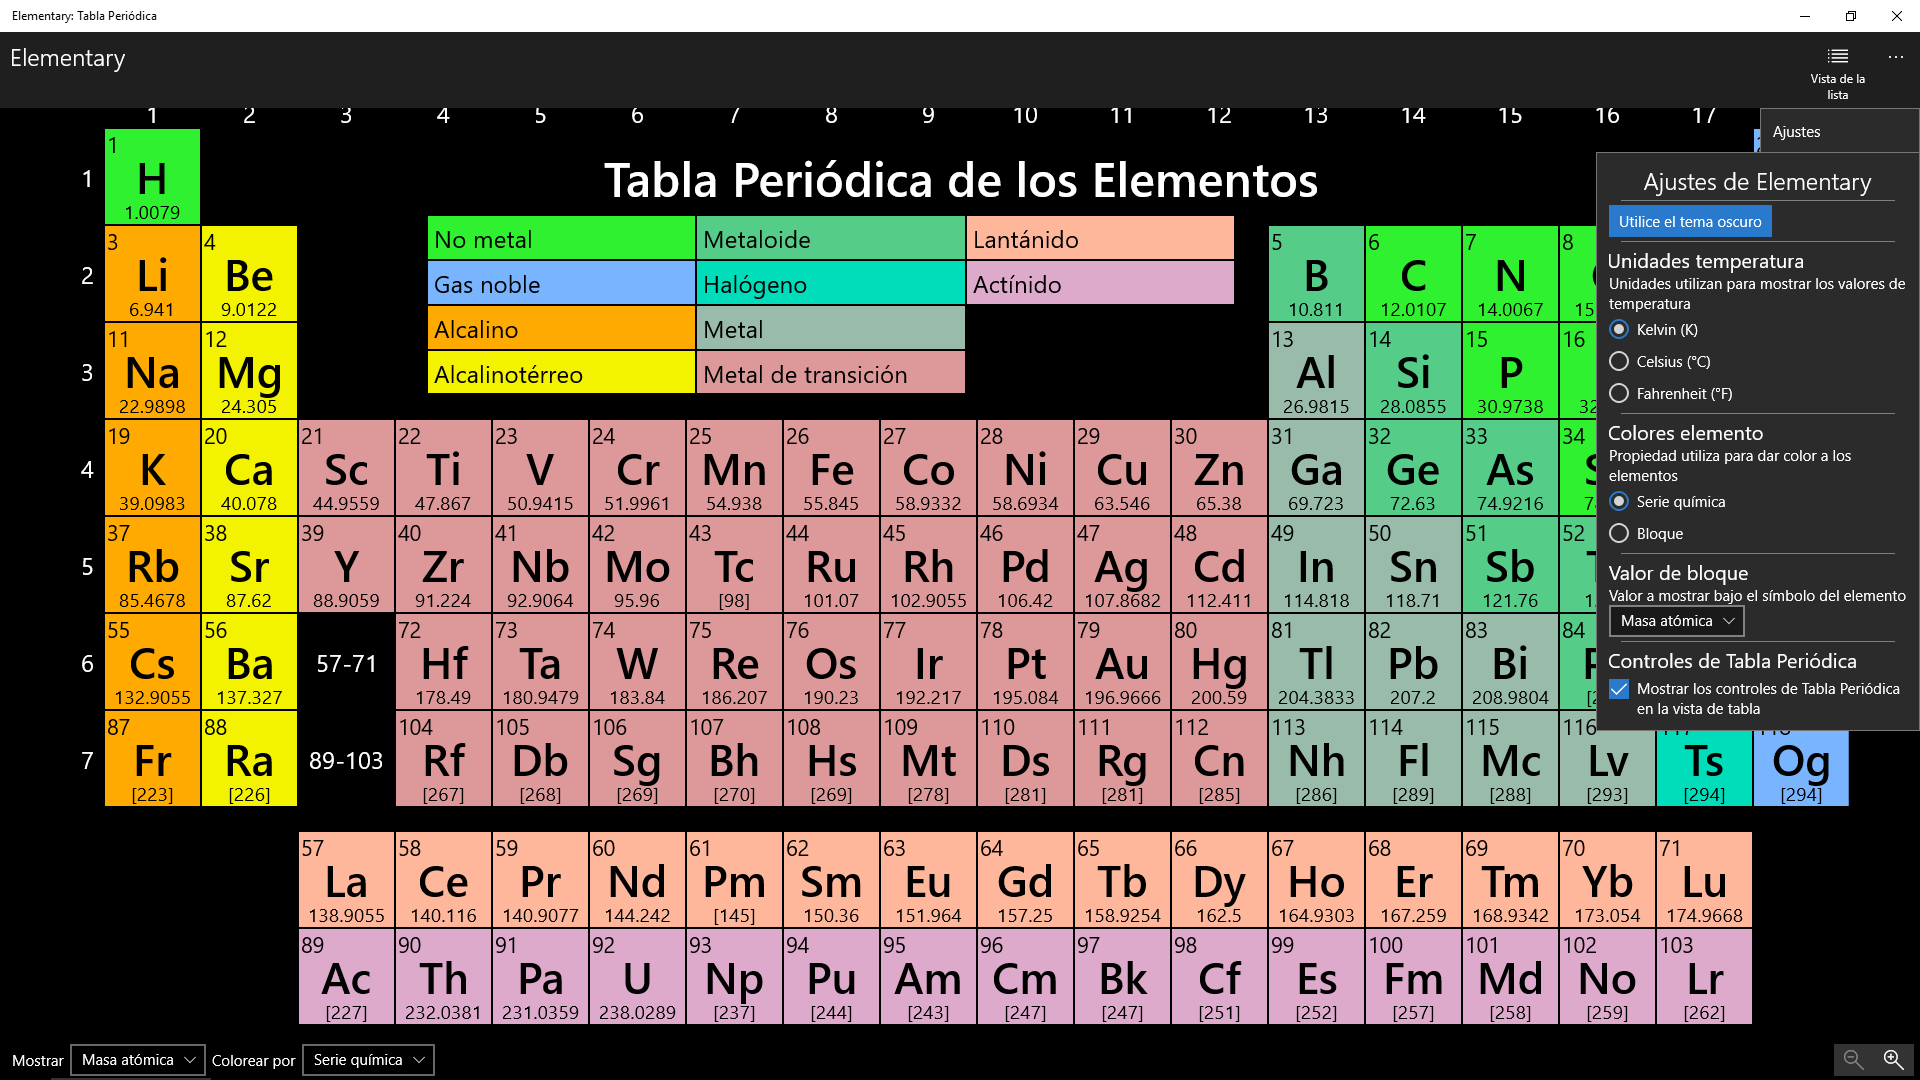 Elementary: Tabla Periódica
Elementary
Vista de la
lista
1 2 3 4 5 6 7 8 9 10 11 12 13 14 15 16 17
Ajustes
Tabla Periódica de los Elementos
No metal Metaloide Lantánido
Gas noble Halógeno Actínido
Alcalino Metal
Alcalinotérreo Metal de transición
1
1 H 1.0079
2
3 Li 6.941
4 Be 9.0122
5 B 10.811
6 C 12.0107
7 N 14.0067
8
3
11 Na 22.9898
12 Mg 24.305
13 Al 26.9815
14 Si 28.0855
15 P 30.9738
16
4
19 K 39.0983
20 Ca 40.078
21 Sc 44.9559
22 Ti 47.867
23 V 50.9415
24 Cr 51.9961
25 Mn 54.938
26 Fe 55.845
27 Co 58.9332
28 Ni 58.6934
29 Cu 63.546
30 Zn 65.38
31 Ga 69.723
32 Ge 72.63
33 As 74.9216
34
5
37 Rb 85.4678
38 Sr 87.62
39 Y 88.9059
40 Zr 91.224
41 Nb 92.9064
42 Mo 95.96
43 Tc [98]
44 Ru 101.07
45 Rh 102.9055
46 Pd 106.42
47 Ag 107.8682
48 Cd 112.411
49 In 114.818
50 Sn 118.71
51 Sb 121.76
52
6
55 Cs 132.9055
56 Ba 137.327
57-71
72 Hf 178.49
73 Ta 180.9479
74 W 183.84
75 Re 186.207
76 Os 190.23
77 Ir 192.217
78 Pt 195.084
79 Au 196.9666
80 Hg 200.59
81 Tl 204.3833
82 Pb 207.2
83 Bi 208.9804
84
7
87 Fr [223]
88 Ra [226]
89-103
104 Rf [267]
105 Db [268]
106 Sg [269]
107 Bh [270]
108 Hs [269]
109 Mt [278]
110 Ds [281]
111 Rg [281]
112 Cn [285]
113 Nh [286]
114 Fl [289]
115 Mc [288]
116 Lv [293]
117 Ts [294]
118 Og [294]
57 La 138.9055
58 Ce 140.116
59 Pr 140.9077
60 Nd 144.242
61 Pm [145]
62 Sm 150.36
63 Eu 151.964
64 Gd 157.25
65 Tb 158.9254
66 Dy 162.5
67 Ho 164.9303
68 Er 167.259
69 Tm 168.9342
70 Yb 173.054
71 Lu 174.9668
89 Ac [227]
90 Th 232.0381
91 Pa 231.0359
92 U 238.0289
93 Np [237]
94 Pu [244]
95 Am [243]
96 Cm [247]
97 Bk [247]
98 Cf [251]
99 Es [252]
100 Fm [257]
101 Md [258]
102 No [259]
103 Lr [262]
Ajustes de Elementary
Utilice el tema oscuro
Unidades temperatura
Unidades utilizan para mostrar los valores de
temperatura
Kelvin (K)
Celsius (°C)
Fahrenheit (°F)
Colores elemento
Propiedad utiliza para dar color a los
elementos
Serie química
Bloque
Valor de bloque
Valor a mostrar bajo el símbolo del elemento
Masa atómica
Controles de Tabla Periódica
Mostrar los controles de Tabla Periódica
en la vista de tabla
Mostrar Masa atómica Colorear por Serie química